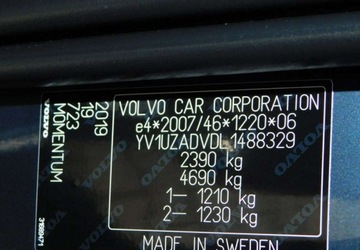 VOLVO CAR CORPORATION
e4*2007/46*1220*06
YV1UZADVDL1488329
2390 kg
4690 kg
1— 1210 kg
2— 1230 kg
MADE IN SWEDEN
2019
19
723
MOMENTUM
VOLVO